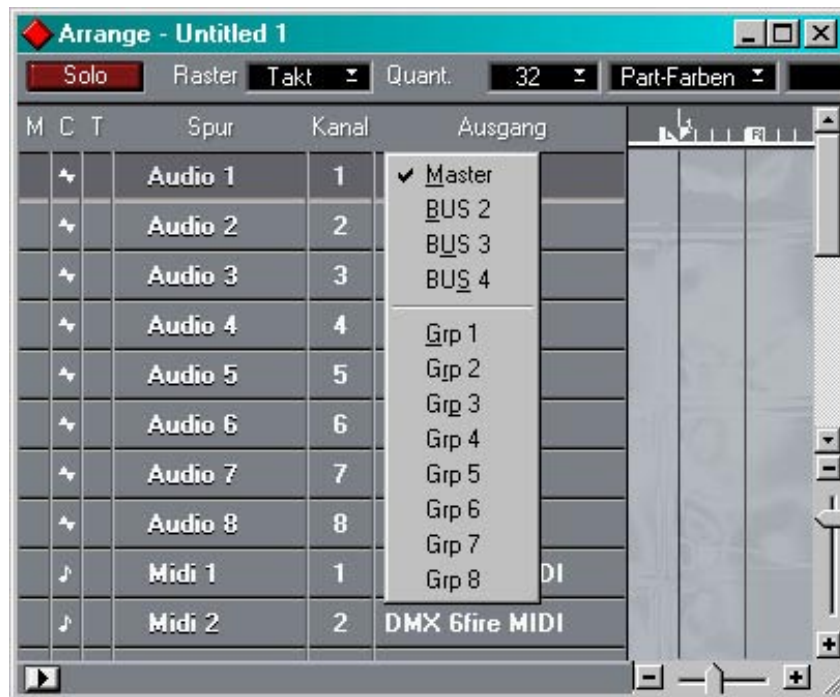 Arrange - Untitled 1
Solo Raster Takt Quant. 32 Part-Farben
M C T Spur Kanal Ausgang
Audio 1 1 Master
Audio 2 2 BUS 2
Audio 3 3 BUS 3
BUS 4
Audio 4 4 Grp 1
Audio 5 5 Grp 2
Grp 3
Audio 6 6 Grp 4
Audio 7 7 Grp 5
Audio 8 8 Grp 6
Grp 7
Midi 1 1 Grp 8 DI
Midi 2 2 DMX 6fire MIDI